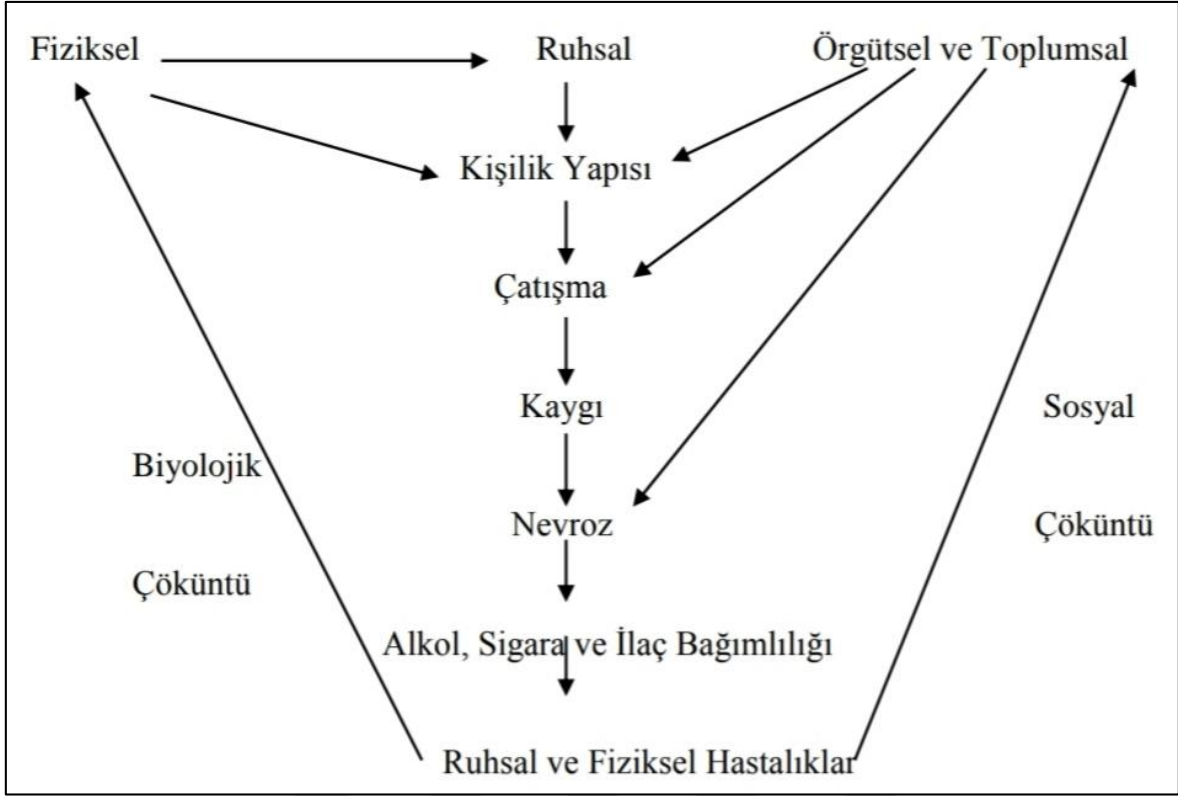 Fiziksel
Ruhsal
Örgütsel ve Toplumsal
Kişilik Yapısı
Çatışma
Kaygı
Sosyal
Biyolojik
Nevroz
Çöküntü
Çöküntü
Alkol, Sigara ve İlaç Bağımlılığı
Ruhsal ve Fiziksel Hastalıklar